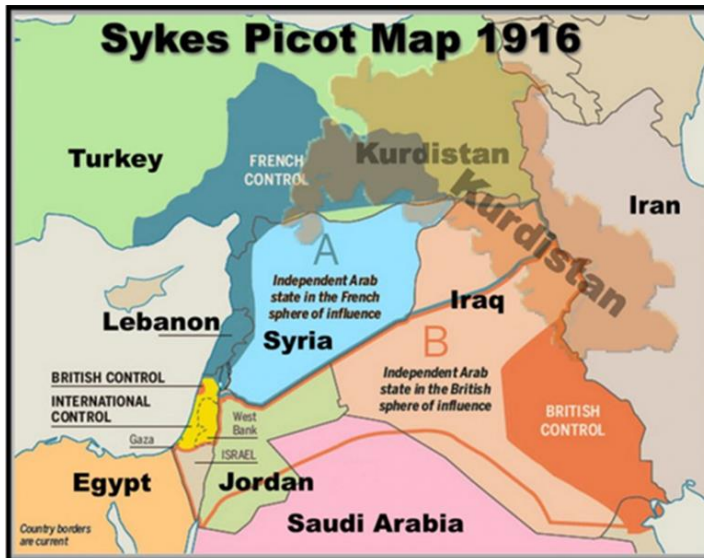 Sykes Picot Map 1916
Turkey
FRENCH
CONTROL
Kurdistan
Kurdistan
Iran
A
Independent Arab
state in the French
sphere of influence
Lebanon
Syria
Iraq
B
Independent Arab
state in the British
sphere of influence
BRITISH CONTROL
INTERNATIONAL
CONTROL
BRITISH
CONTROL
Gaza
West
Bank
ISRAEL
Egypt
Jordan
Saudi Arabia
Country borders
are current